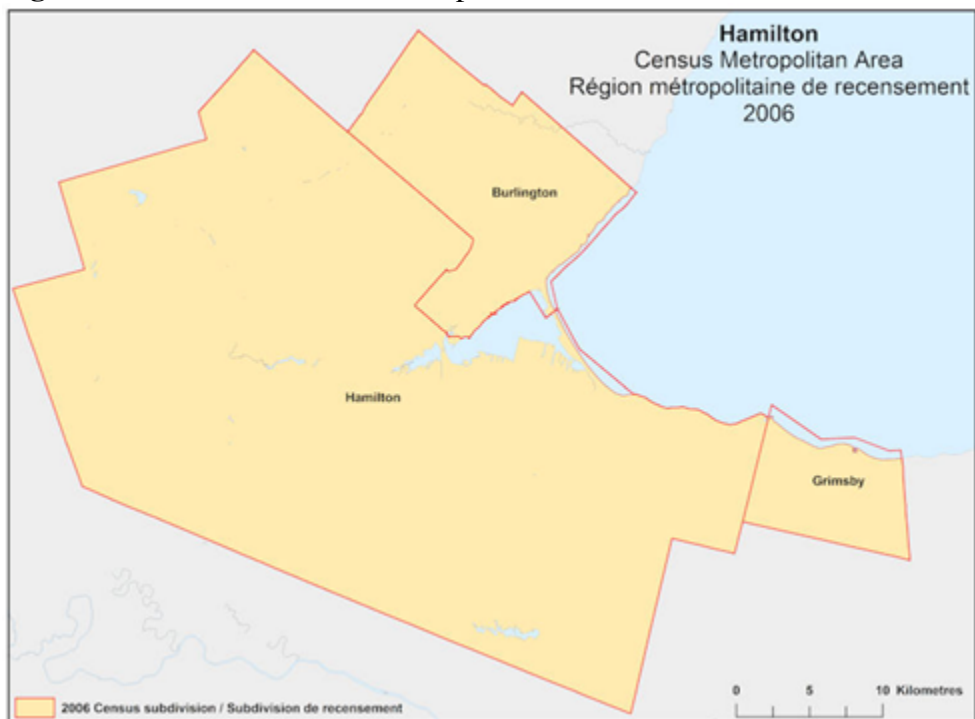 Hamilton
Census Metropolitan Area
Région métropolitaine de recensement
2006
Burlington
Hamilton
Grimsby
0 5 10 Kilometres
2006 Census subdivision / Subdivision de recensement